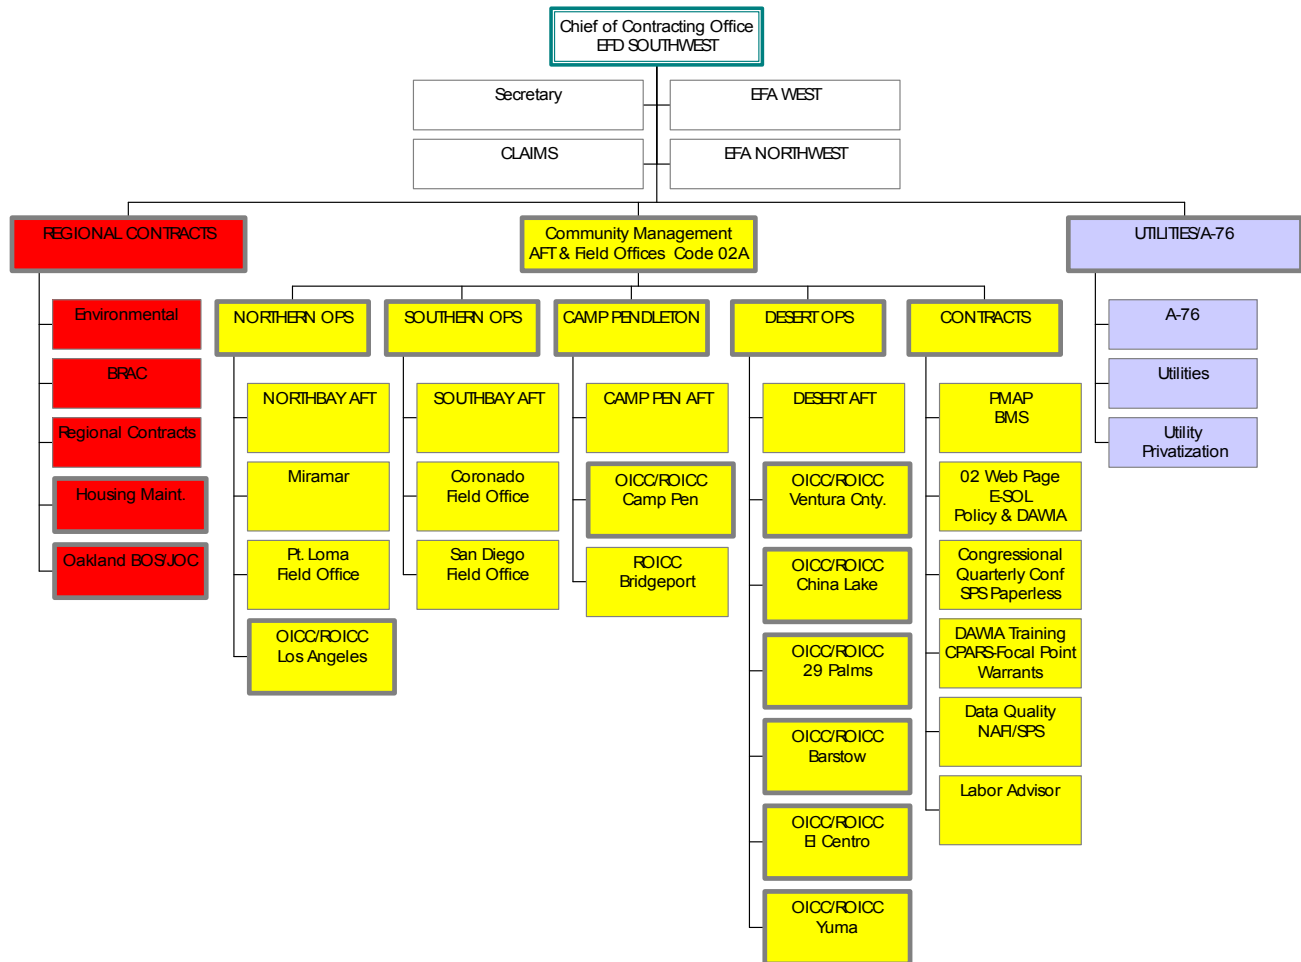 Chief of Contracting Office
EFD SOUTHWEST
Secretary
EFA WEST
CLAIMS
EFA NORTHWEST
REGIONAL CONTRACTS
Community Management
AFT & Field Offices Code 02A
UTILITIES/A-76
Environmental
BRAC
Regional Contracts
Housing Maint.
Oakland BOS/JOC
NORTHERN OPS
NORTHBAY AFT
Miramar
Pt. Loma
Field Office
OICC/ROICC
Los Angeles
SOUTHERN OPS
SOUTHBAY AFT
Coronado
Field Office
San Diego
Field Office
CAMP PENDLETON
CAMP PEN AFT
OICC/ROICC
Camp Pen
ROICC
Bridgeport
DESERT OPS
DESERT AFT
OICC/ROICC
Ventura Cnty.
OICC/ROICC
China Lake
OICC/ROICC
29 Palms
OICC/ROICC
Barstow
OICC/ROICC
El Centro
OICC/ROICC
Yuma
CONTRACTS
PMAP
BMS
02 Web Page
E-SOL
Policy & DAWIA
Congressional
Quarterly Conf
SPS Paperless
DAWIA Training
CPARS-Focal Point
Warrants
Data Quality
NAFI/SPS
Labor Advisor
A-76
Utilities
Utility
Privatization